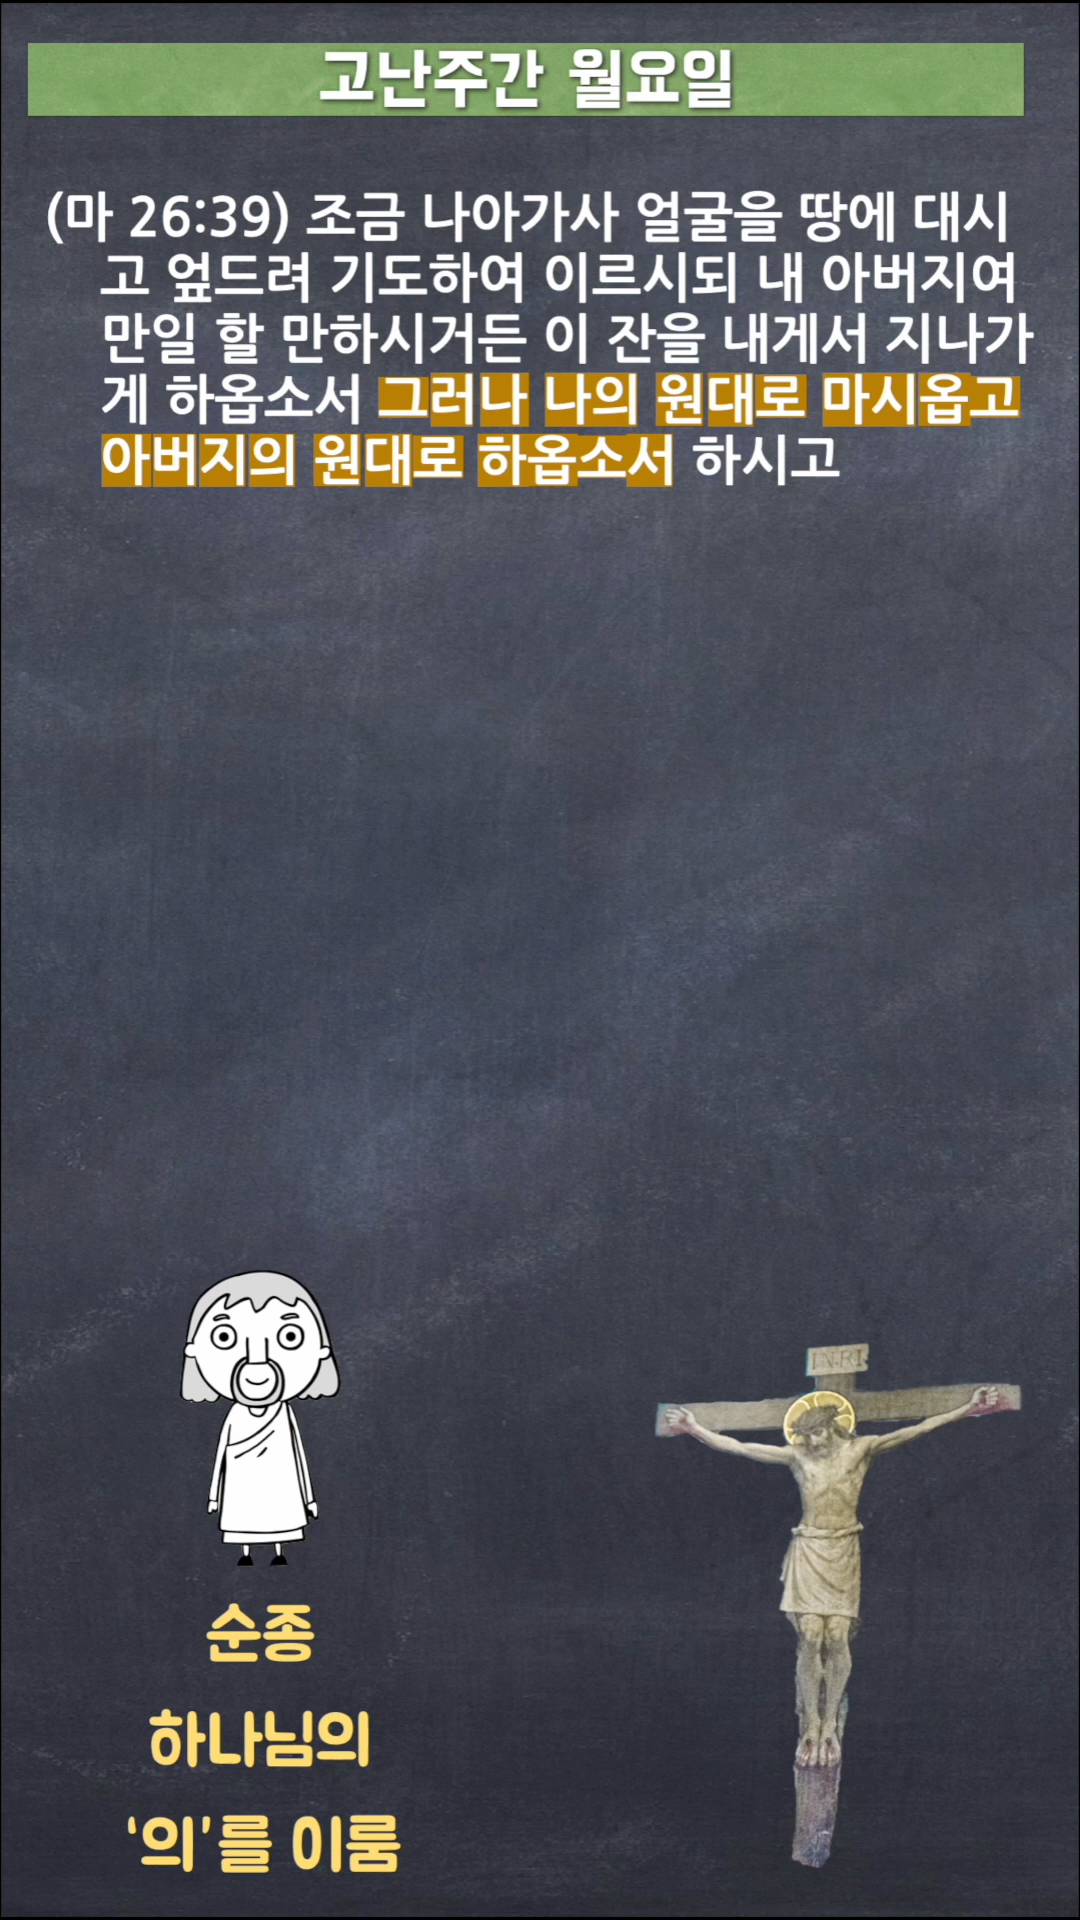 고난주간 월요일
(마 26:39) 조금 나아가사 얼굴을 땅에 대시
고 엎드려 기도하여 이르시되 내 아버지여
만일 할 만하시거든 이 잔을 내게서 지나가
게 하옵소서 그러나 나의 원대로 마시옵고
아버지의 원대로 하옵소서 하시고
INRI
순종
하나님의
‘의’를 이룸